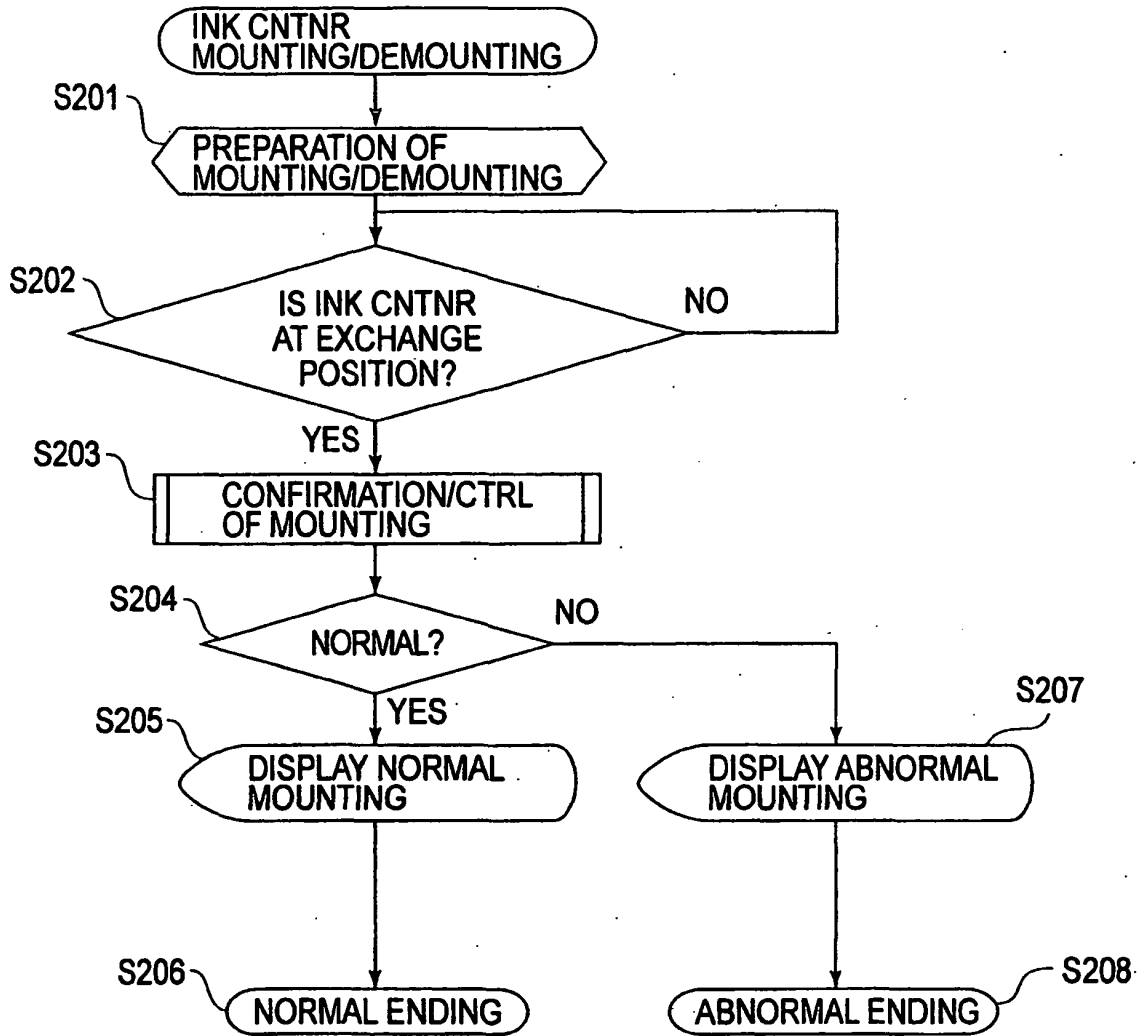 INK CNTNR
MOUNTING/DEMOUNTING
S201
PREPARATION OF
MOUNTING/DEMOUNTING
S202
IS INK CNTNR
AT EXCHANGE
POSITION?
NO
YES
S203
CONFIRMATION/CTRL
OF MOUNTING
S204
NORMAL?
NO
YES
S205
DISPLAY NORMAL
MOUNTING
S207
DISPLAY ABNORMAL
MOUNTING
S206
NORMAL ENDING
S208
ABNORMAL ENDING